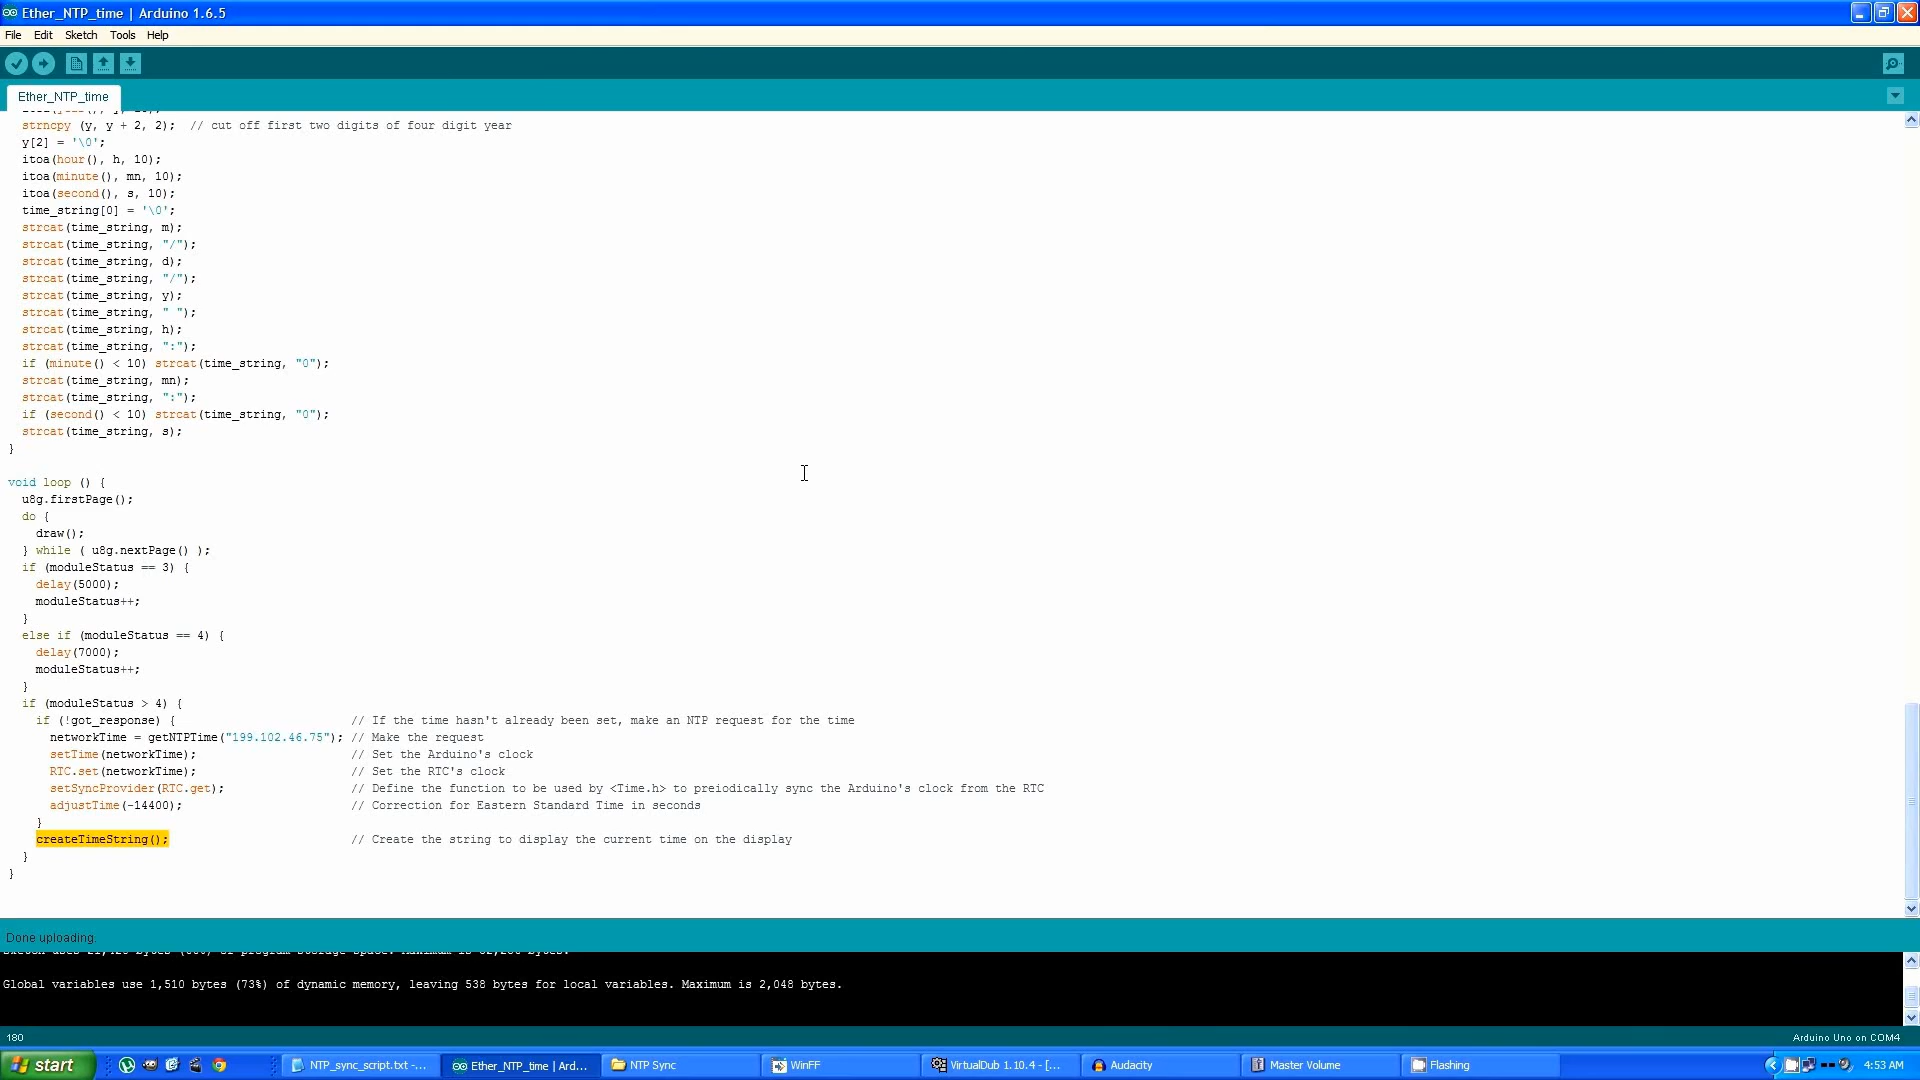 Ether_NTP_time | Arduino 1.6.5
File Edit Sketch Tools Help
Ether_NTP_time
strncpy (y, y + 2, 2);  // cut off first two digits of four digit year
y[2] = '\0';
itoa(hour(), h, 10);
itoa(minute(), mn, 10);
itoa(second(), s, 10);
time_string[0] = '\0';
strcat(time_string, m);
strcat(time_string, "/");
strcat(time_string, d);
strcat(time_string, "/");
strcat(time_string, y);
strcat(time_string, " ");
strcat(time_string, h);
strcat(time_string, ":");
if (minute() < 10) strcat(time_string, "0");
strcat(time_string, mn);
strcat(time_string, ":");
if (second() < 10) strcat(time_string, "0");
strcat(time_string, s);
}
void loop () {
u8g.firstPage();
do {
draw();
} while ( u8g.nextPage() );
if (moduleStatus == 3) {
delay(5000);
moduleStatus++;
}
else if (moduleStatus == 4) {
delay(7000);
moduleStatus++;
}
if (moduleStatus > 4) {
if (!got_response) { // If the time hasn't already been set, make an NTP request for the time
networkTime = getNTPTime("199.102.46.75"); // Make the request
setTime(networkTime); // Set the Arduino's clock
RTC.set(networkTime); // Set the RTC's clock
setSyncProvider(RTC.get); // Define the function to be used by <Time.h> to preiodically sync the Arduino's clock from the RTC
adjustTime(-14400); // Correction for Eastern Standard Time in seconds
}
createTimeString(); // Create the string to display the current time on the display
}
}
Done uploading.
Global variables use 1,510 bytes (73%) of dynamic memory, leaving 538 bytes for local variables. Maximum is 2,048 bytes.
180 Arduino Uno on COM4
start NTP_sync_script.txt -... Ether_NTP_time | Ard... NTP Sync WinFF VirtualDub 1.10.4 - [... Audacity Master Volume Flashing 4:53 AM